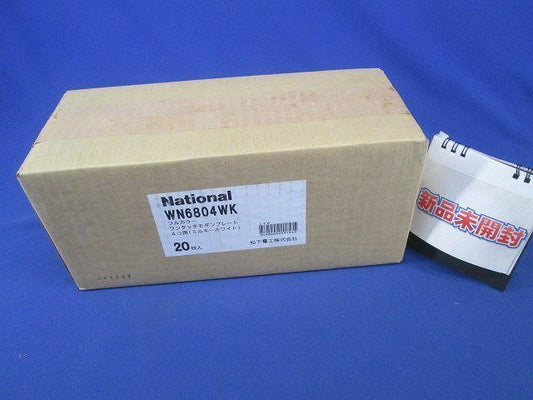 National
WN6804WK
フルカラー
ワンタッチモダンプレート
4コ用(ミルキーホワイト)
20枚入
松下電工株式会社
041217
新品未開封